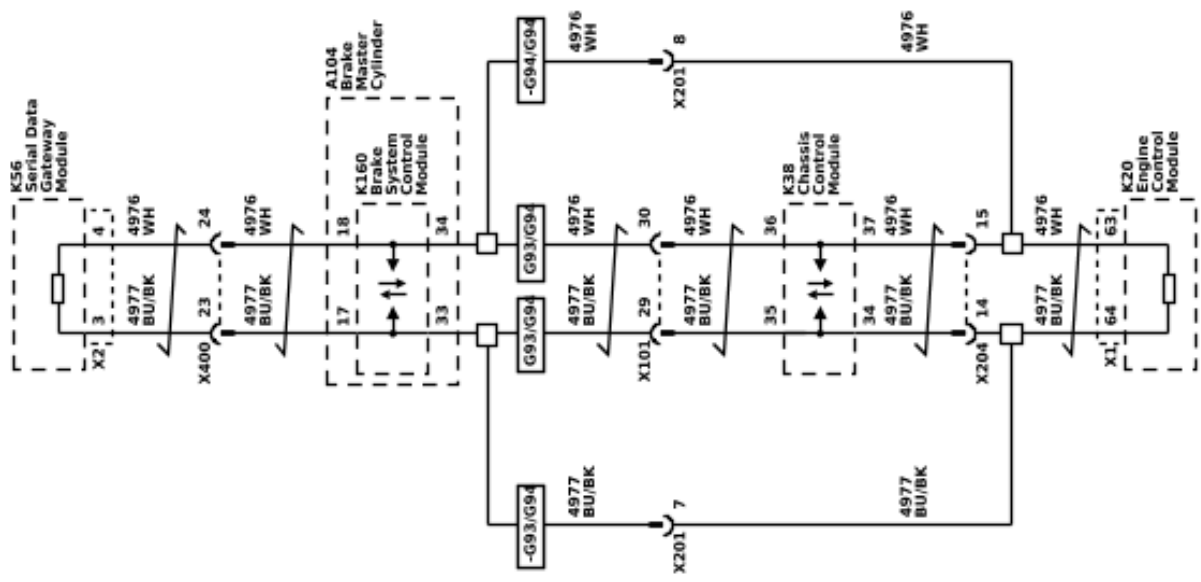 K56
Serial Data
Gateway
Module
X2
3
4
4977
BU/BK
4976
WH
X400
23
24
4977
BU/BK
4976
WH
A104
Brake
Master
Cylinder
K160
Brake
System
Control
Module
17
18
33
34
-G93/G94
G93/G94
G93/G94
-G94/G94
4977
BU/BK
4977
BU/BK
4976
WH
4976
WH
X201
7
X101
29
30
X201
8
4977
BU/BK
4976
WH
K38
Chassis
Control
Module
35
36
34
37
4977
BU/BK
4977
BU/BK
4976
WH
4976
WH
X204
14
15
4977
BU/BK
4976
WH
X1
64
63
K20
Engine
Control
Module